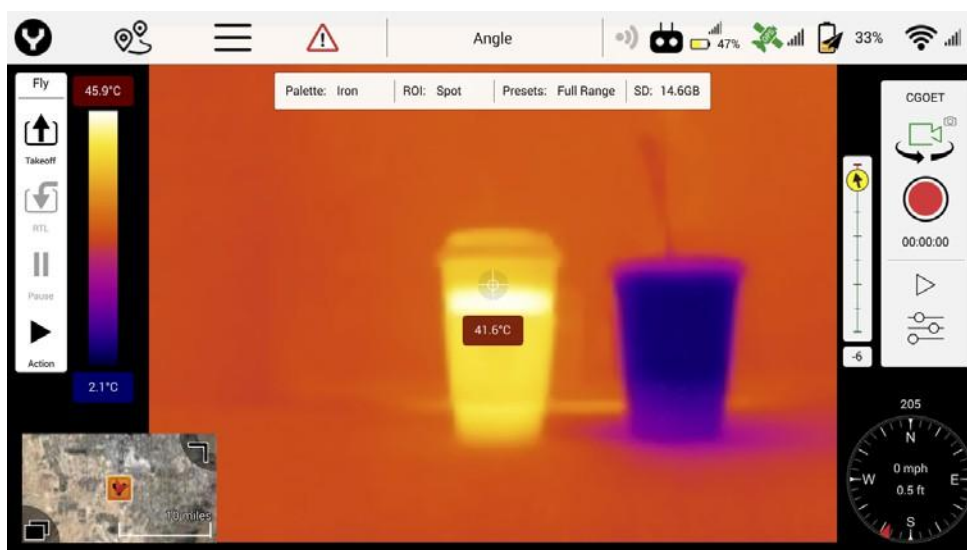 Angle
47%
33%
Fly
Takeoff
RTL
Pause
Action
45.9°C
2.1°C
Palette: Iron ROI: Spot Presets: Full Range SD: 14.6GB
41.6°C
-6
CGOET
00:00:00
10 miles
205
N
W
0 mph
E
0.5 ft
S